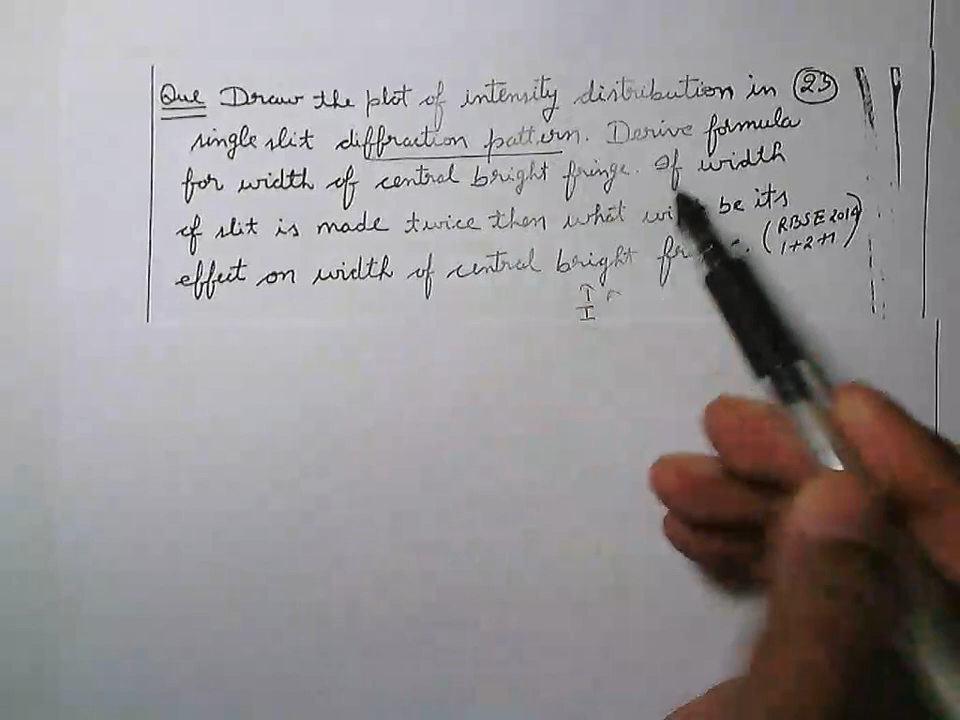 Que Draw the plot of intensity distribution in 23
single slit diffraction pattern. Derive formula
for width of central bright fringe. If width
of slit is made twice then what be its
effect on width of central bright (RBSE 2019
1+2+1)
I